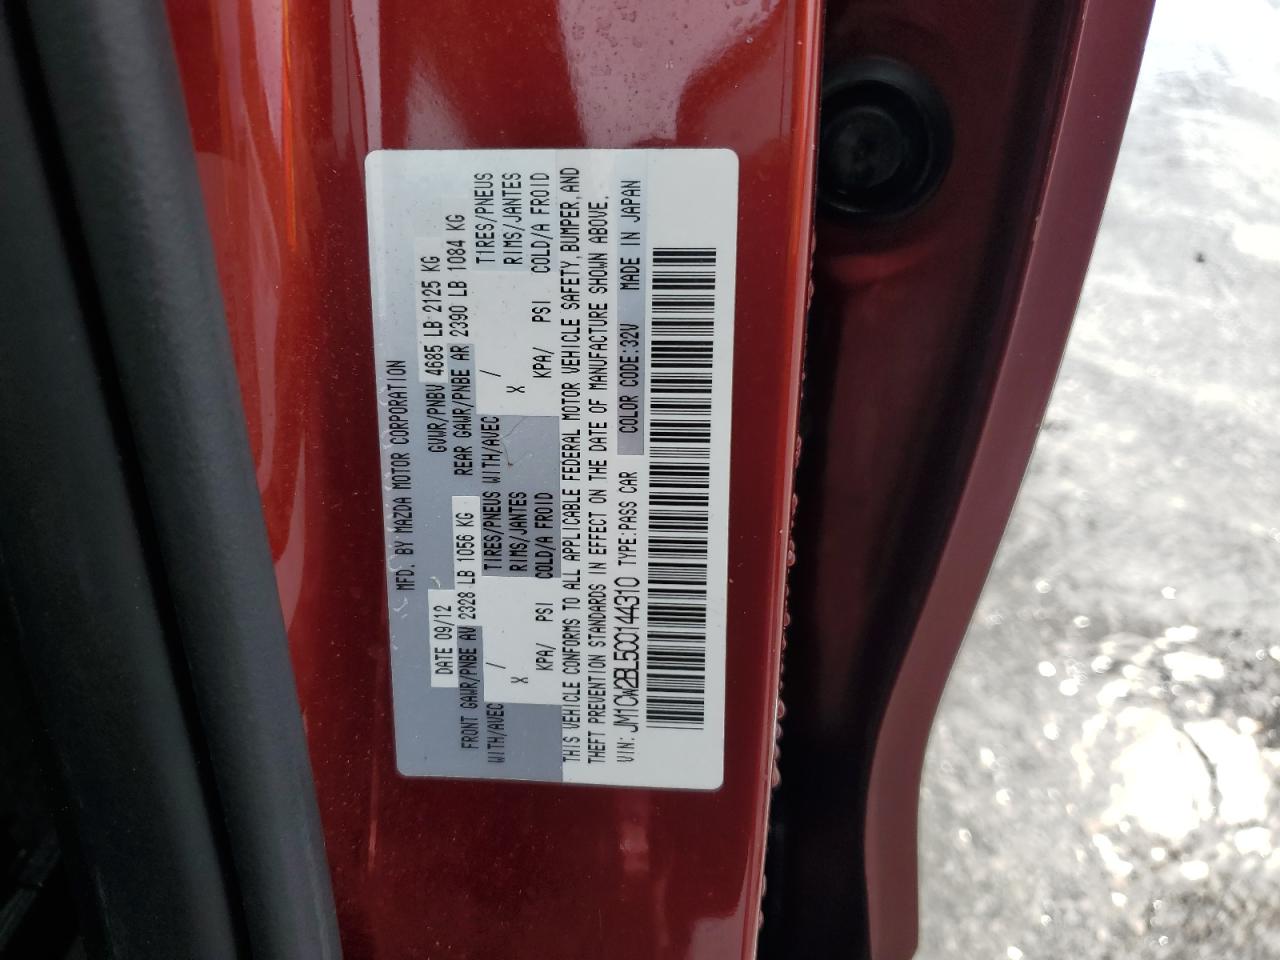 MFD. BY MAZDA MOTOR CORPORATION
DATE 09/12 GVWR/PNBV 4685 LB 2125 KG
FRONT GAWR/PNBE AV 2328 LB 1056 KG REAR GAWR/PNBE AR 2390 LB 1084 KG
WITH/AVEC / TIRES/PNEUS WITH/AVEC / TIRES/PNEUS
X RIMS/JANTES X RIMS/JANTES
KPA/ PSI COLD/A FROID KPA/ PSI COLD/A FROID
THIS VEHICLE CONFORMS TO ALL APPLICABLE FEDERAL MOTOR VEHICLE SAFETY, BUMPER, AND
THEFT PREVENTION STANDARDS IN EFFECT ON THE DATE OF MANUFACTURE SHOWN ABOVE.
VIN: JM1CW2BL5C0144310 TYPE:PASS CAR COLOR CODE:32V MADE IN JAPAN